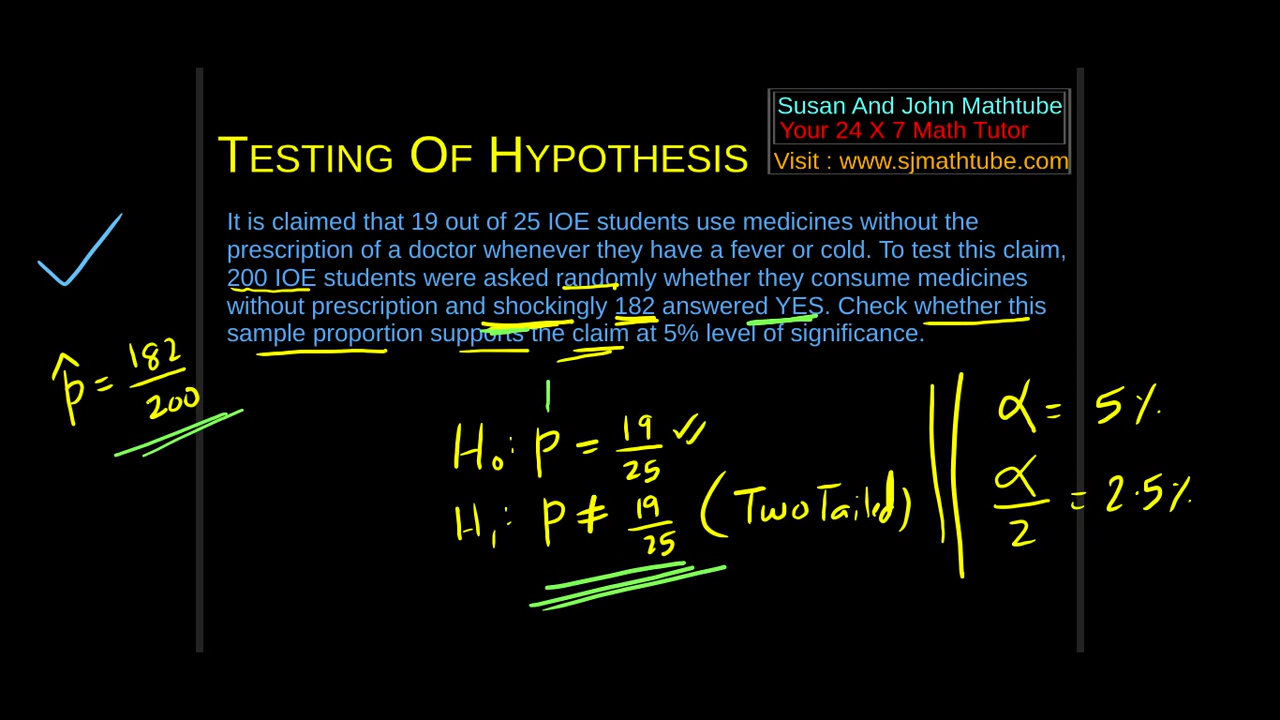 Susan And John Mathtube
Your 24 X 7 Math Tutor
Visit : www.sjmathtube.com
TESTING OF HYPOTHESIS
It is claimed that 19 out of 25 IOE students use medicines without the
prescription of a doctor whenever they have a fever or cold. To test this claim,
200 IOE students were asked randomly whether they consume medicines
without prescription and shockingly 182 answered YES. Check whether this
sample proportion supports the claim at 5% level of significance.
p̂ = 182/200
H₀: p = 19/25
H₁: p ≠ 19/25 (Two Tailed)
α = 5%
α/2 = 2.5%